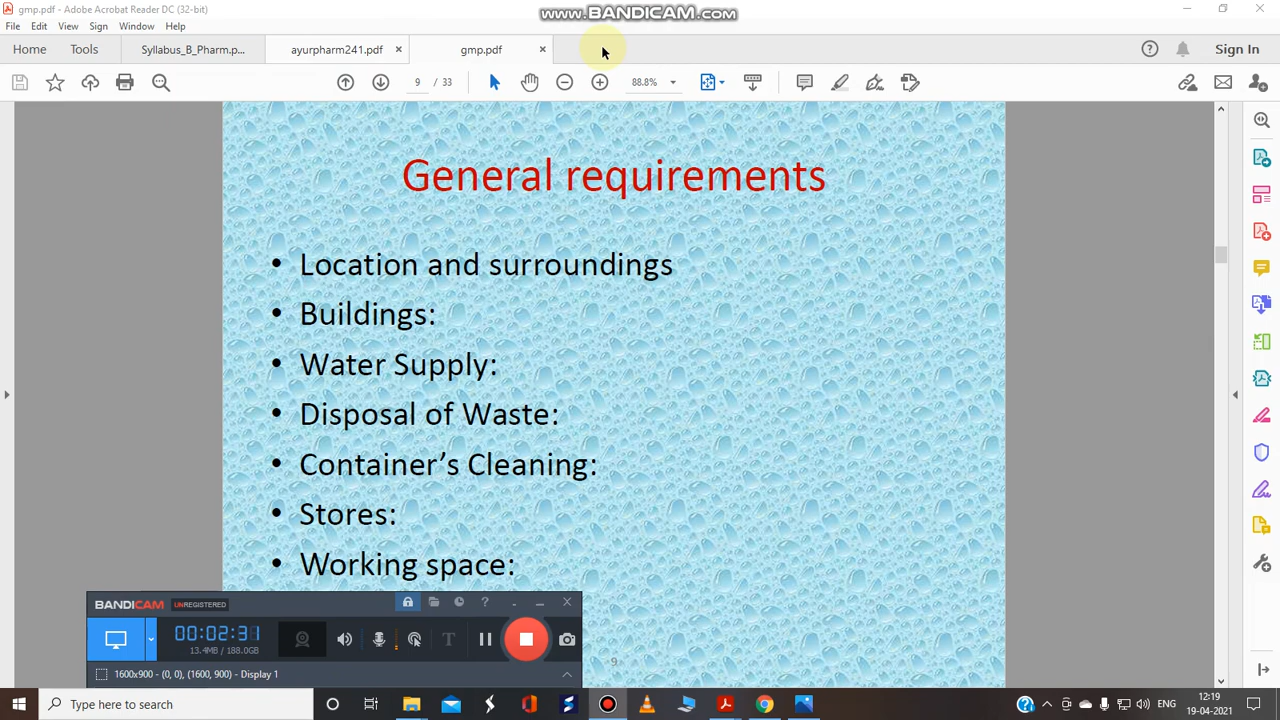 gmp.pdf - Adobe Acrobat Reader DC (32-bit)
www.BANDICAM.com
File Edit View Sign Window Help
Home Tools Syllabus_B_Pharm.p... ayurpharm241.pdf × gmp.pdf × Sign In
9 / 33 88.8%
General requirements
• Location and surroundings
• Buildings:
• Water Supply:
• Disposal of Waste:
• Container’s Cleaning:
• Stores:
• Working space:
BANDICAM UNREGISTERED
00:02:31
13.4MB / 188.0GB
1600x900 - (0, 0), (1600, 900) - Display 1
9
Type here to search
ENG
12:19
19-04-2021